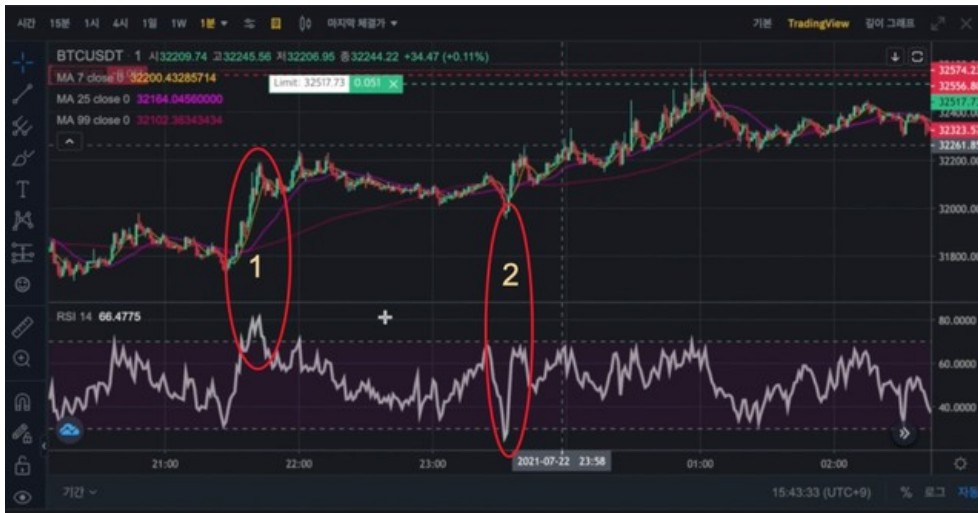 시간 15분 1시 4시 1일 1W 1분 마지막 체결가 기본 TradingView 깊이 그래프
BTCUSDT · 1 시32209.74 고32245.56 저32206.95 종32244.22 +34.47 (+0.11%)
MA 7 close 0 32200.43285714
Limit: 32517.73 0.051
MA 25 close 0 32164.04560000
MA 99 close 0 32102.36343434
32574.23
32556.80
32517.73
32400.00
32323.53
32261.85
32200.00
32000.00
31800.00
1
2
RSI 14 66.4775
80.0000
60.0000
40.0000
21:00 22:00 23:00 2021-07-22 23:58 01:00 02:00
기간 15:43:33 (UTC+9) % 로그 자동